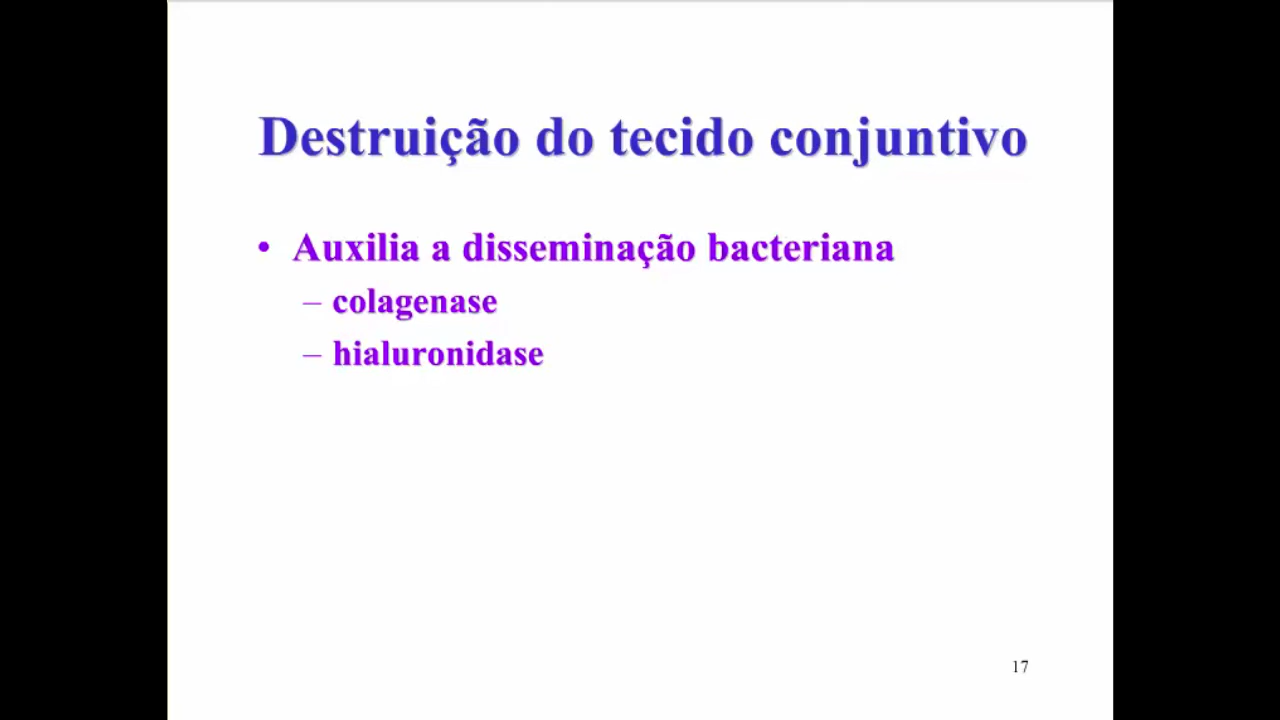 Destruição do tecido conjuntivo
• Auxilia a disseminação bacteriana
– colagenase
– hialuronidase
17